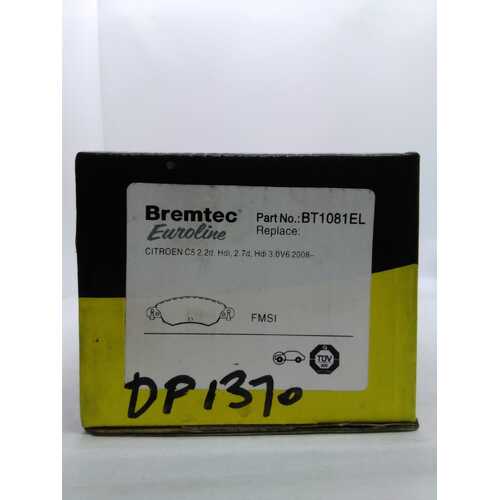 Bremtec
Euroline
Part No.: BT1081EL
Replace:
CITROEN C5 2.2d, Hdi, 2.7d, Hdi 3.0V6 2008-
FMSI
TÜV
DP1370